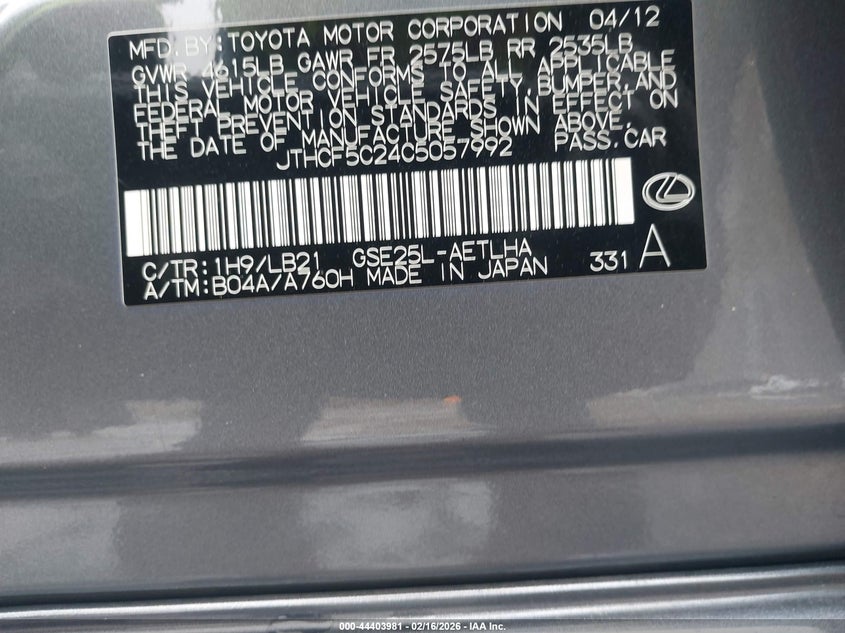 MFD. BY: TOYOTA MOTOR CORPORATION 04/12
GVWR 4615LB GAWR FR 2575LB RR 2535LB
THIS VEHICLE CONFORMS TO ALL APPLICABLE
FEDERAL MOTOR VEHICLE SAFETY, BUMPER, AND
THEFT PREVENTION STANDARDS IN EFFECT ON
THE DATE OF MANUFACTURE SHOWN ABOVE.
JTHCF5C24C5057992 PASS. CAR
C/TR: 1H9/LB21 GSE25L-AETLHA
A/TM: B04A/A760H MADE IN JAPAN 331 A
000-44403981 - 02/16/2026 - IAA Inc.